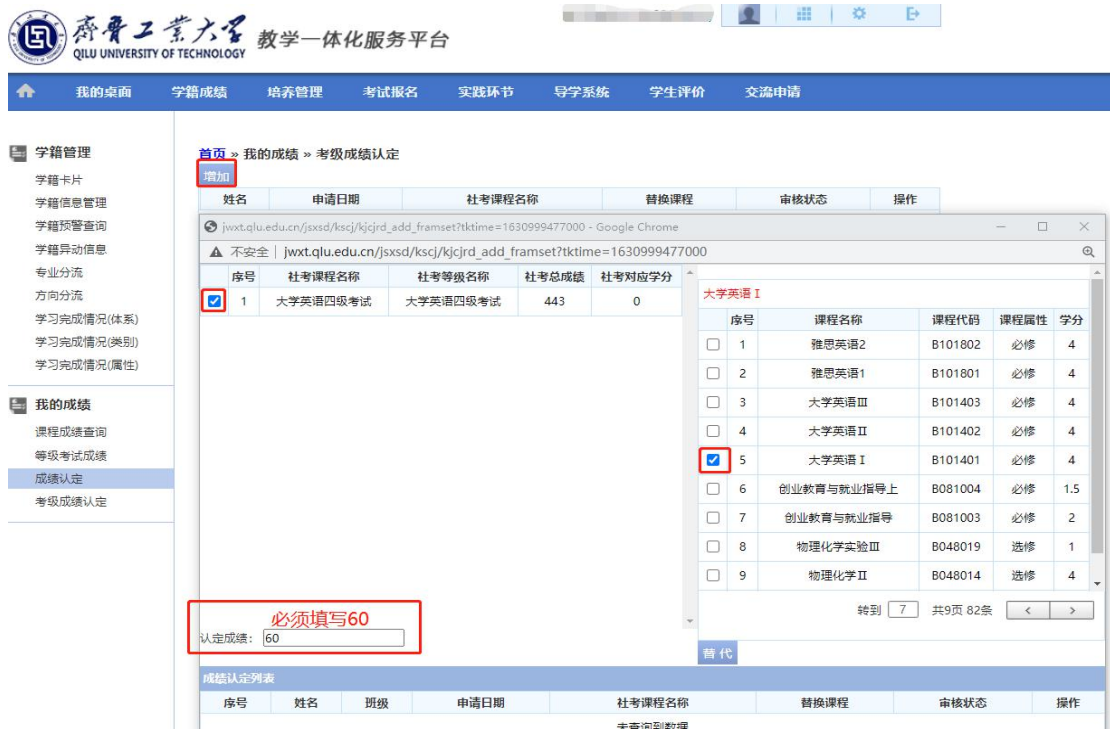 齊鲁工業大學 教学一体化服务平台
QILU UNIVERSITY OF TECHNOLOGY
我的桌面 学籍成绩 培养管理 考试报名 实践环节 导学系统 学生评价 交流申请
学籍管理
学籍卡片
学籍信息管理
学籍预警查询
学籍异动信息
专业分流
方向分流
学习完成情况(体系)
学习完成情况(类别)
学习完成情况(属性)
我的成绩
课程成绩查询
等级考试成绩
成绩认定
考级成绩认定
首页 » 我的成绩 » 考级成绩认定
增加
姓名 申请日期 社考课程名称 替换课程 审核状态 操作
jwxt.qlu.edu.cn/jsxsd/kscj/kjcjrd_add_framset?tktime=1630999477000 - Google Chrome
不安全 | jwxt.qlu.edu.cn/jsxsd/kscj/kjcjrd_add_framset?tktime=1630999477000
序号 社考课程名称 社考等级名称 社考总成绩 社考对应学分
1 大学英语四级考试 大学英语四级考试 443 0
大学英语Ⅰ
序号 课程名称 课程代码 课程属性 学分
1 雅思英语2 B101802 必修 4
2 雅思英语1 B101801 必修 4
3 大学英语Ⅲ B101403 必修 4
4 大学英语Ⅱ B101402 必修 4
5 大学英语Ⅰ B101401 必修 4
6 创业教育与就业指导上 B081004 必修 1.5
7 创业教育与就业指导 B081003 必修 2
8 物理化学实验Ⅲ B048019 选修 1
9 物理化学Ⅱ B048014 选修 4
转到 7 共9页 82条 < >
必须填写60
认定成绩: 60
替 代
成绩认定列表
序号 姓名 班级 申请日期 社考课程名称 替换课程 审核状态 操作
未查询到数据